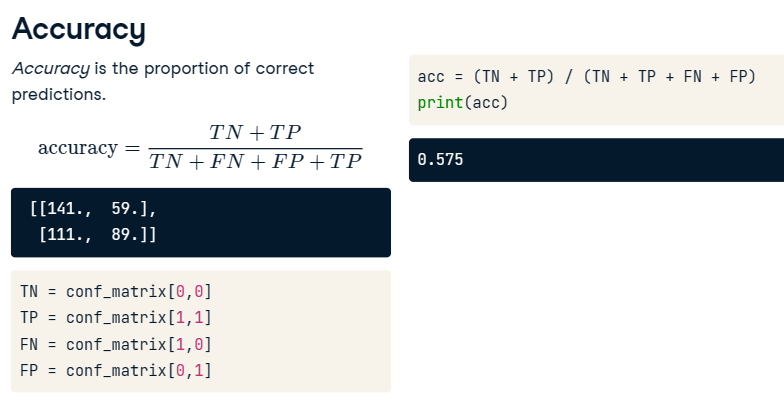 Accuracy
Accuracy is the proportion of correct
predictions.
accuracy = TN + TP / TN + FN + FP + TP
[[141.,  59.],
 [111.,  89.]]
TN = conf_matrix[0,0]
TP = conf_matrix[1,1]
FN = conf_matrix[1,0]
FP = conf_matrix[0,1]
acc = (TN + TP) / (TN + TP + FN + FP)
print(acc)
0.575